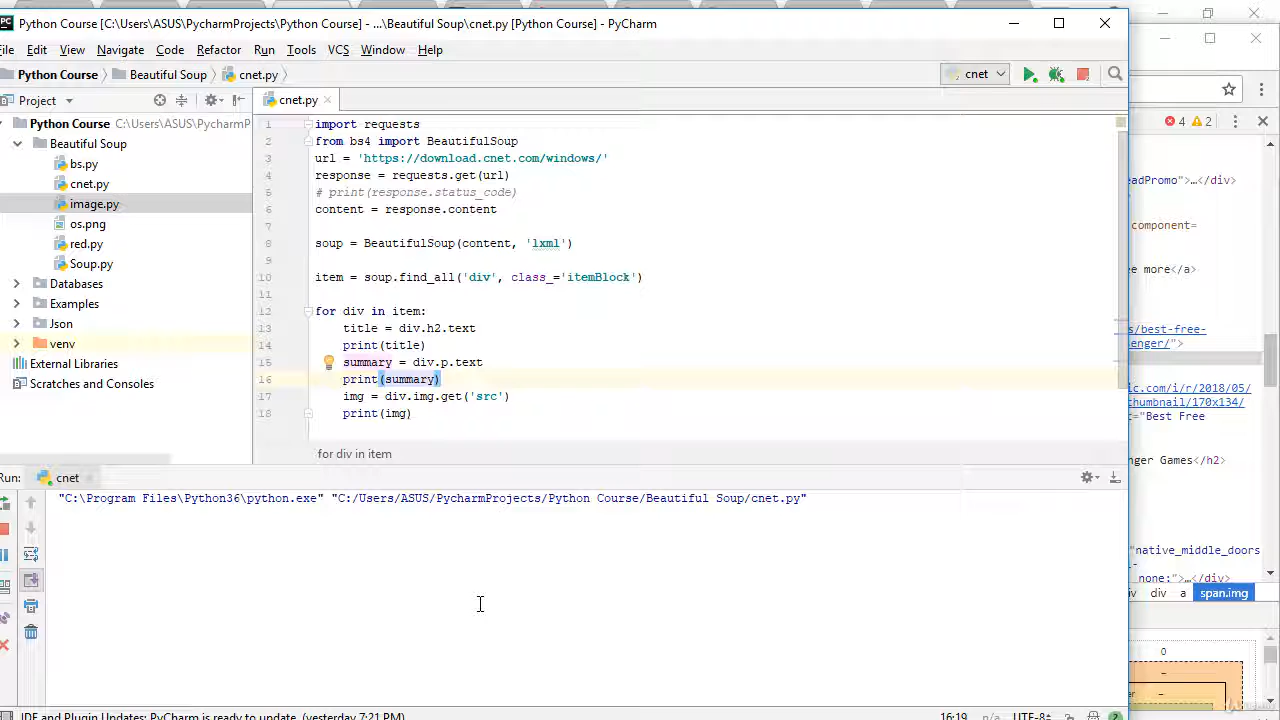 Python Course [C:\Users\ASUS\PycharmProjects\Python Course] - ...\Beautiful Soup\cnet.py [Python Course] - PyCharm
File Edit View Navigate Code Refactor Run Tools VCS Window Help
Python Course Beautiful Soup cnet.py cnet
Project cnet.py
4 2
Python Course C:\Users\ASUS\PycharmP
Beautiful Soup
bs.py
cnet.py
image.py
os.png
red.py
Soup.py
Databases
Examples
Json
venv
External Libraries
Scratches and Consoles
1 import requests
2 from bs4 import BeautifulSoup
3 url = 'https://download.cnet.com/windows/'
4 response = requests.get(url)
5 # print(response.status_code)
6 content = response.content
7
8 soup = BeautifulSoup(content, 'lxml')
9
10 item = soup.find_all('div', class_='itemBlock')
11
12 for div in item:
13 title = div.h2.text
14 print(title)
15 summary = div.p.text
16 print(summary)
17 img = div.img.get('src')
18 print(img)
for div in item
eadPromo">…</div>
component=
ee more</a>
s/best-free-
senger/">
ic.com/i/r/2018/05/
thumbnail/170x134/
="Best Free
nger Games</h2>
"native_middle_doors
l-
none:">…</div>
iv div a span.img
0
Run: cnet
"C:\Program Files\Python36\python.exe" "C:/Users/ASUS/PycharmProjects/Python Course/Beautiful Soup/cnet.py"
IDE and Plugin Updates: PyCharm is ready to update. (yesterday 7:21 PM) 16:19 n/a UTF-8 2